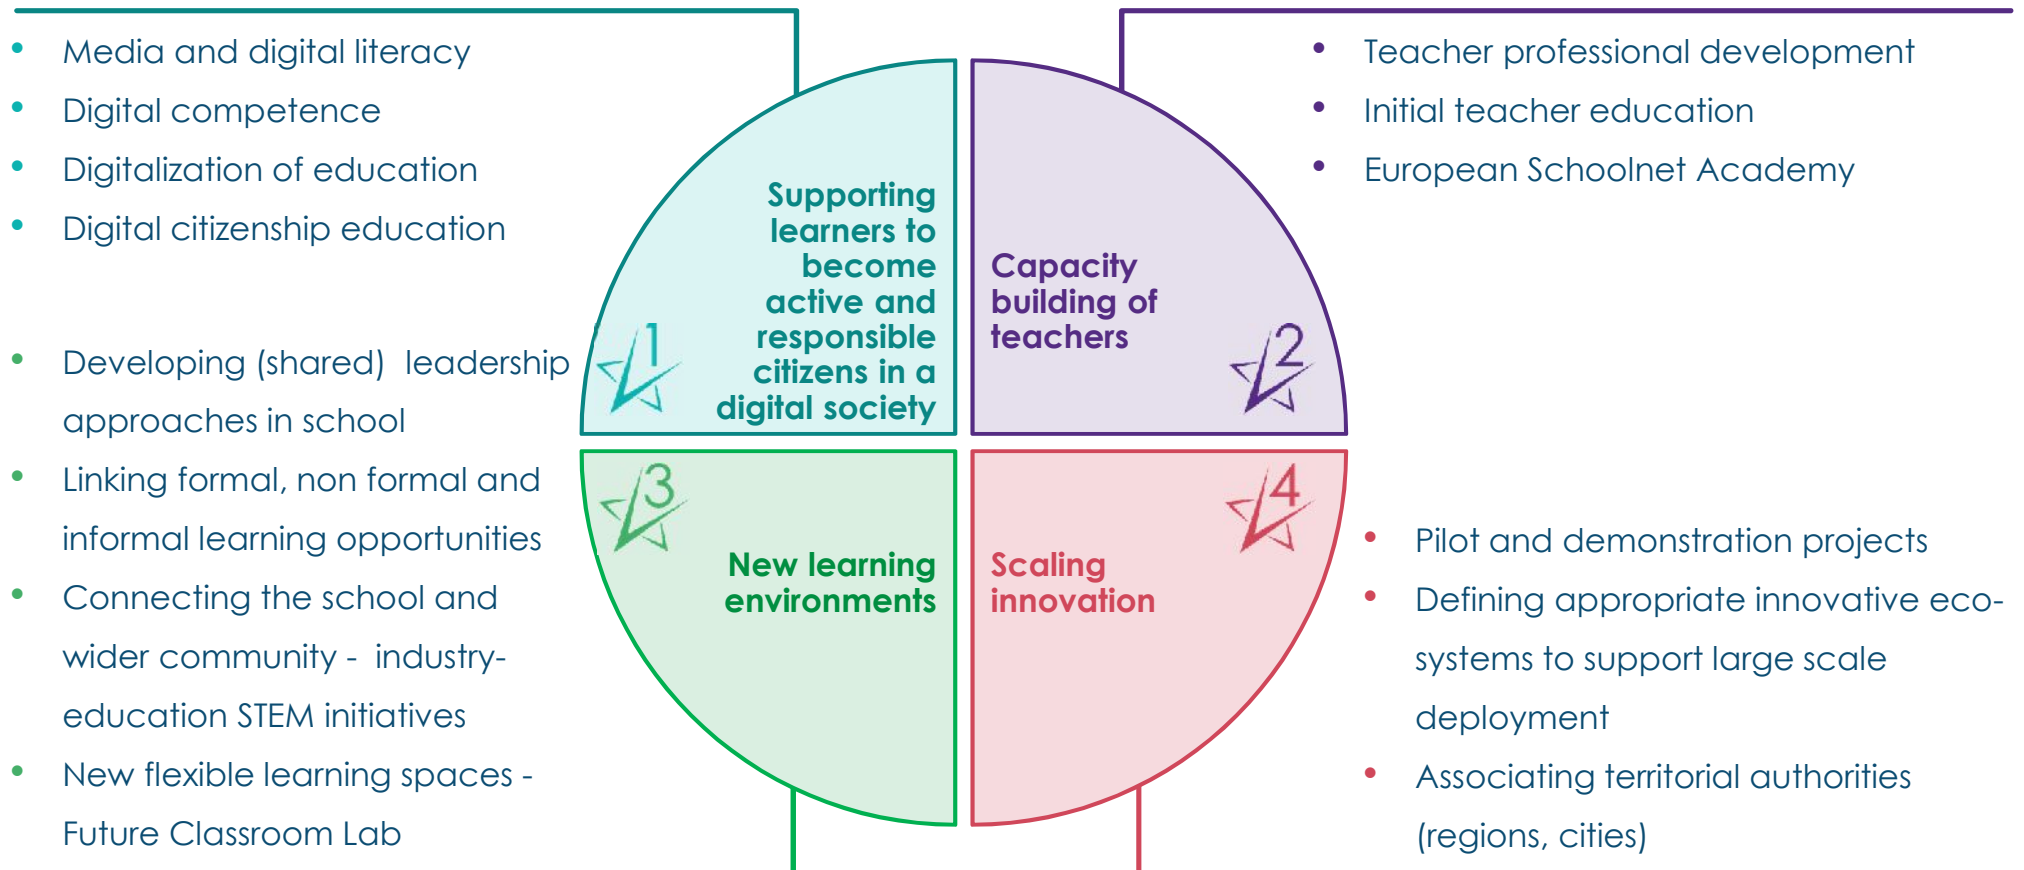 • Media and digital literacy
• Digital competence
• Digitalization of education
• Digital citizenship education
Supporting
learners to
become
active and
responsible
citizens in a
digital society
1
• Teacher professional development
• Initial teacher education
• European Schoolnet Academy
Capacity
building of
teachers
2
• Developing (shared)  leadership
approaches in school
• Linking formal, non formal and
informal learning opportunities
• Connecting the school and
wider community -  industry-
education STEM initiatives
• New flexible learning spaces -
Future Classroom Lab
3
New learning
environments
4
Scaling
innovation
• Pilot and demonstration projects
• Defining appropriate innovative eco-
systems to support large scale
deployment
• Associating territorial authorities
(regions, cities)